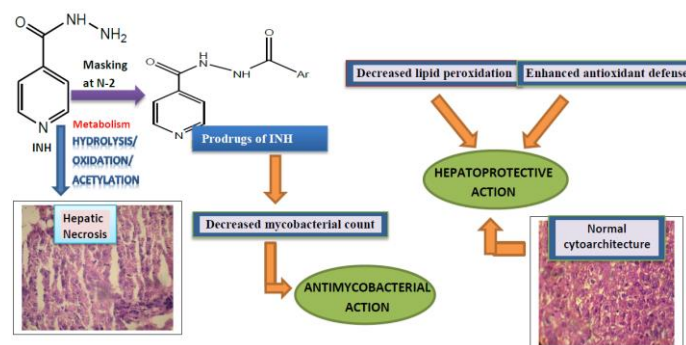 O
NH
NH₂
N
INH
Masking
at N-2
Metabolism
HYDROLYSIS/
OXIDATION/
ACETYLATION
Hepatic
Necrosis
O
H
N
NH
O
Ar
N
Prodrugs of INH
Decreased mycobacterial count
ANTIMYCOBACTERIAL
ACTION
Decreased lipid peroxidation
Enhanced antioxidant defense
HEPATOPROTECTIVE
ACTION
Normal
cytoarchitecture